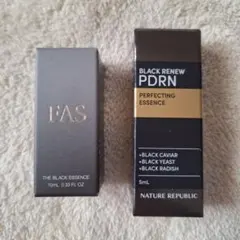 FAS
THE BLACK ESSENCE
10mL 0.33 FL OZ
BLACK RENEW
PDRN
PERFECTING
ESSENCE
+BLACK CAVIAR
+BLACK YEAST
+BLACK RADISH
5mL
NATURE REPUBLIC